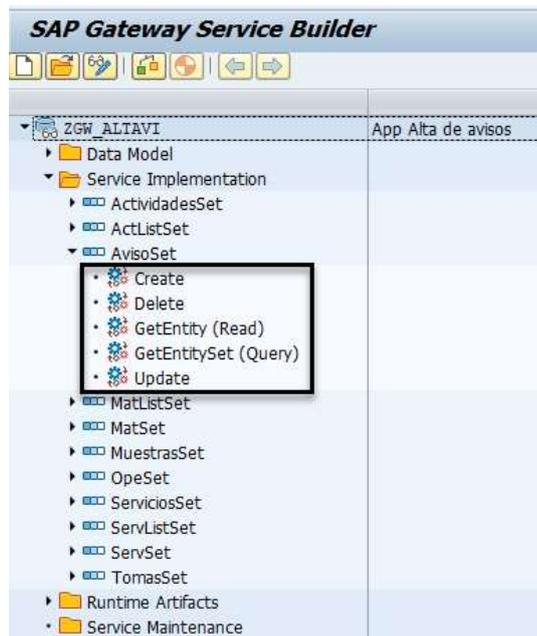 SAP Gateway Service Builder
ZGW_ALTAVI App Alta de avisos
Data Model
Service Implementation
ActividadesSet
ActListSet
AvisoSet
Create
Delete
GetEntity (Read)
GetEntitySet (Query)
Update
MatListSet
MatSet
MuestrasSet
OpeSet
ServiciosSet
ServListSet
ServSet
TomasSet
Runtime Artifacts
Service Maintenance